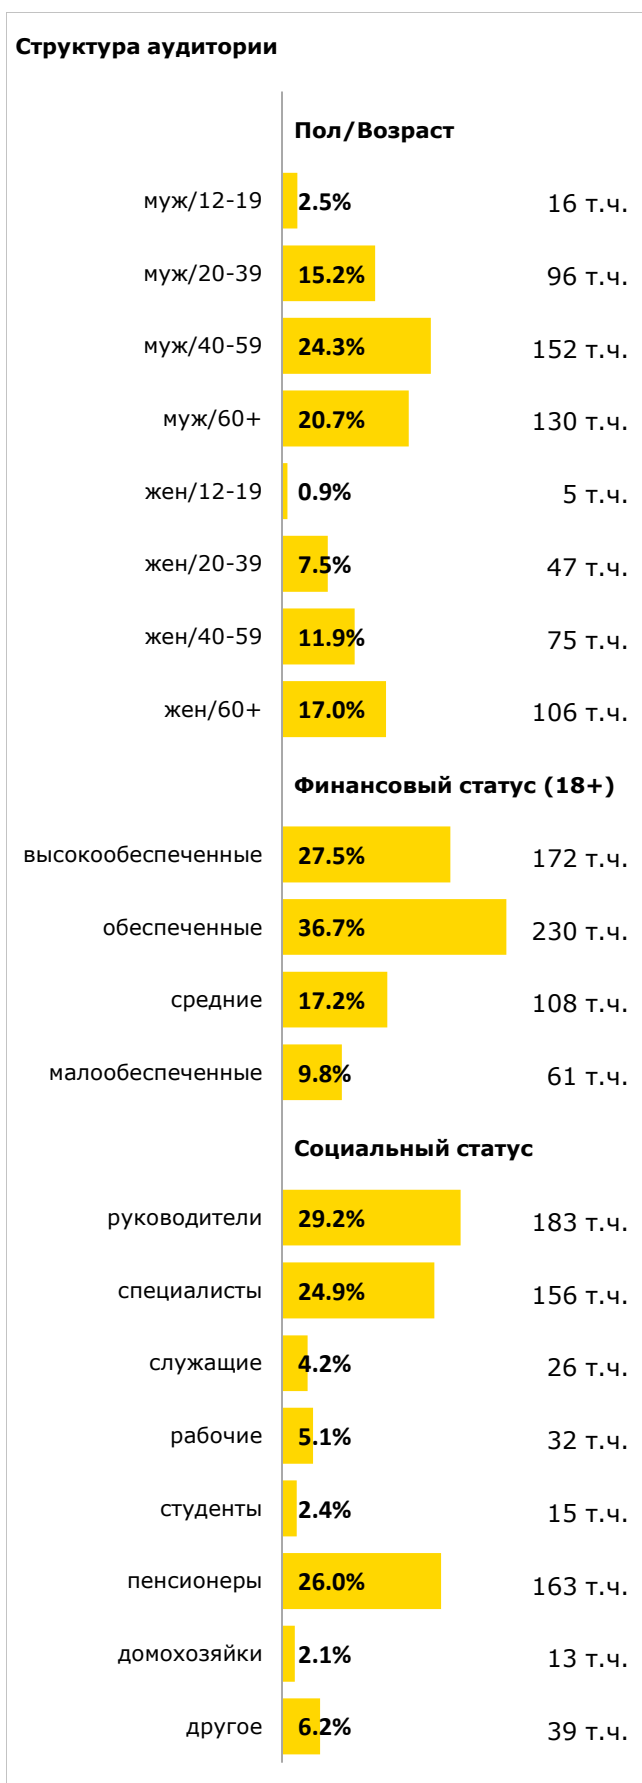 Структура аудитории
Пол/Возраст
муж/12-19 2.5% 16 т.ч.
муж/20-39 15.2% 96 т.ч.
муж/40-59 24.3% 152 т.ч.
муж/60+ 20.7% 130 т.ч.
жен/12-19 0.9% 5 т.ч.
жен/20-39 7.5% 47 т.ч.
жен/40-59 11.9% 75 т.ч.
жен/60+ 17.0% 106 т.ч.
Финансовый статус (18+)
высокообеспеченные 27.5% 172 т.ч.
обеспеченные 36.7% 230 т.ч.
средние 17.2% 108 т.ч.
малообеспеченные 9.8% 61 т.ч.
Социальный статус
руководители 29.2% 183 т.ч.
специалисты 24.9% 156 т.ч.
служащие 4.2% 26 т.ч.
рабочие 5.1% 32 т.ч.
студенты 2.4% 15 т.ч.
пенсионеры 26.0% 163 т.ч.
домохозяйки 2.1% 13 т.ч.
другое 6.2% 39 т.ч.